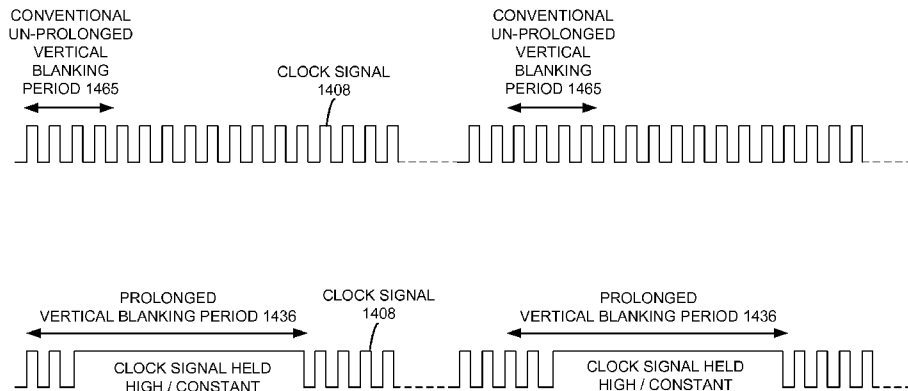 CONVENTIONAL
UN-PROLONGED
VERTICAL
BLANKING
PERIOD 1465
CLOCK SIGNAL
1408
CONVENTIONAL
UN-PROLONGED
VERTICAL
BLANKING
PERIOD 1465
PROLONGED
VERTICAL BLANKING PERIOD 1436
CLOCK SIGNAL
1408
PROLONGED
VERTICAL BLANKING PERIOD 1436
CLOCK SIGNAL HELD
HIGH / CONSTANT
CLOCK SIGNAL HELD
HIGH / CONSTANT